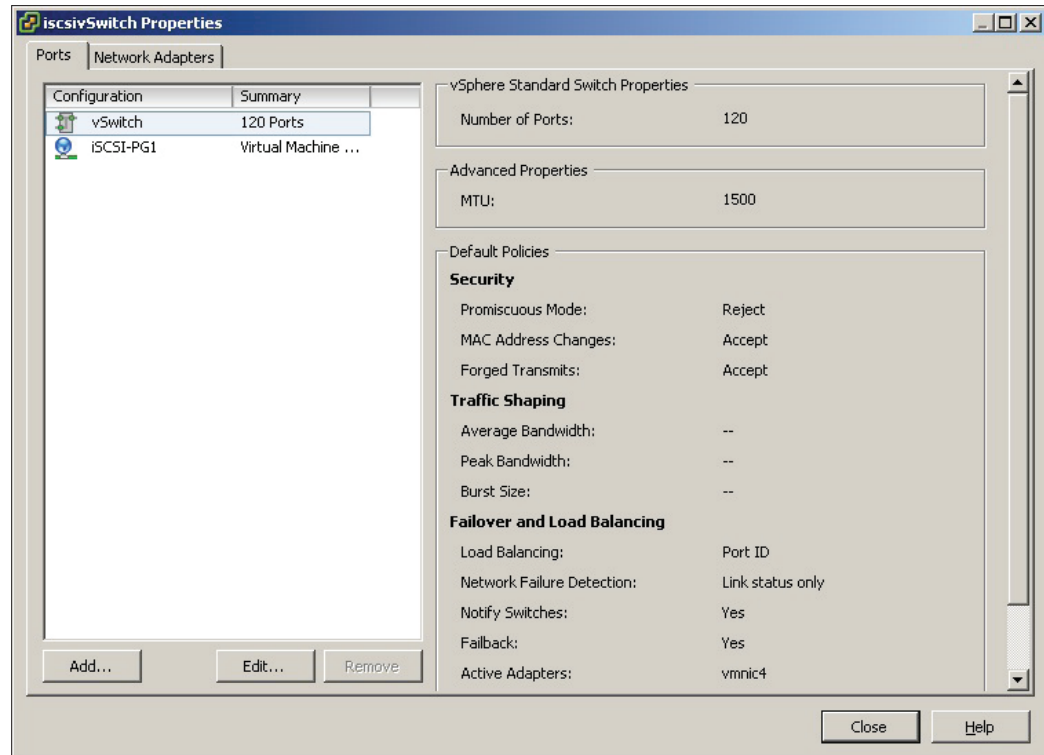 iscsivSwitch Properties
Ports Network Adapters
Configuration Summary
vSwitch 120 Ports
iSCSI-PG1 Virtual Machine ...
Add... Edit... Remove
vSphere Standard Switch Properties
Number of Ports: 120
Advanced Properties
MTU: 1500
Default Policies
Security
Promiscuous Mode: Reject
MAC Address Changes: Accept
Forged Transmits: Accept
Traffic Shaping
Average Bandwidth: --
Peak Bandwidth: --
Burst Size: --
Failover and Load Balancing
Load Balancing: Port ID
Network Failure Detection: Link status only
Notify Switches: Yes
Failback: Yes
Active Adapters: vmnic4
Close Help